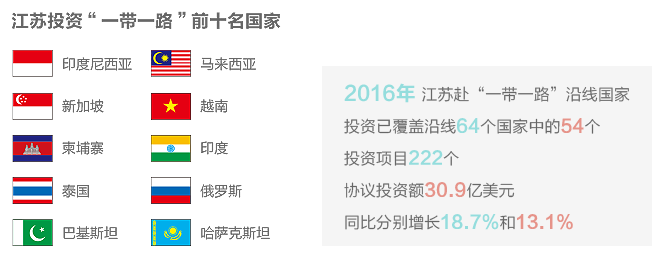 江苏投资“一带一路”前十名国家
印度尼西亚
马来西亚
新加坡
越南
柬埔寨
印度
泰国
俄罗斯
巴基斯坦
哈萨克斯坦
2016年 江苏赴“一带一路”沿线国家
投资已覆盖沿线64个国家中的54个
投资项目222个
协议投资额30.9亿美元
同比分别增长18.7%和13.1%